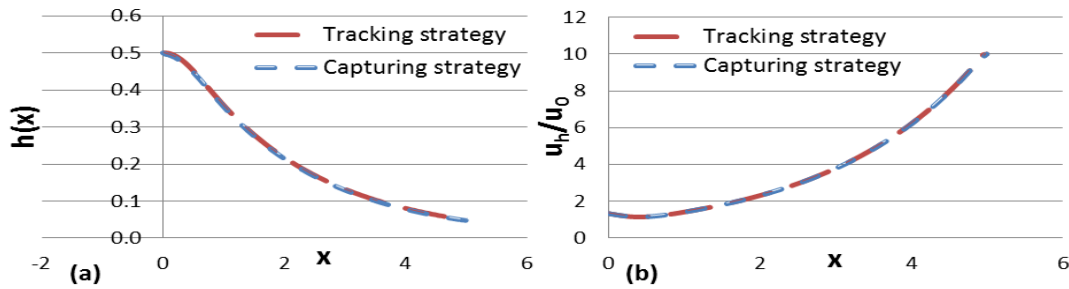 0.6
0.5
0.4
0.3
0.2
0.1
0.0
-2
0
2
4
6
h(x)
x
(a)
Tracking strategy
Capturing strategy
12
10
8
6
4
2
0
0
2
4
6
uh/u0
x
(b)
Tracking strategy
Capturing strategy